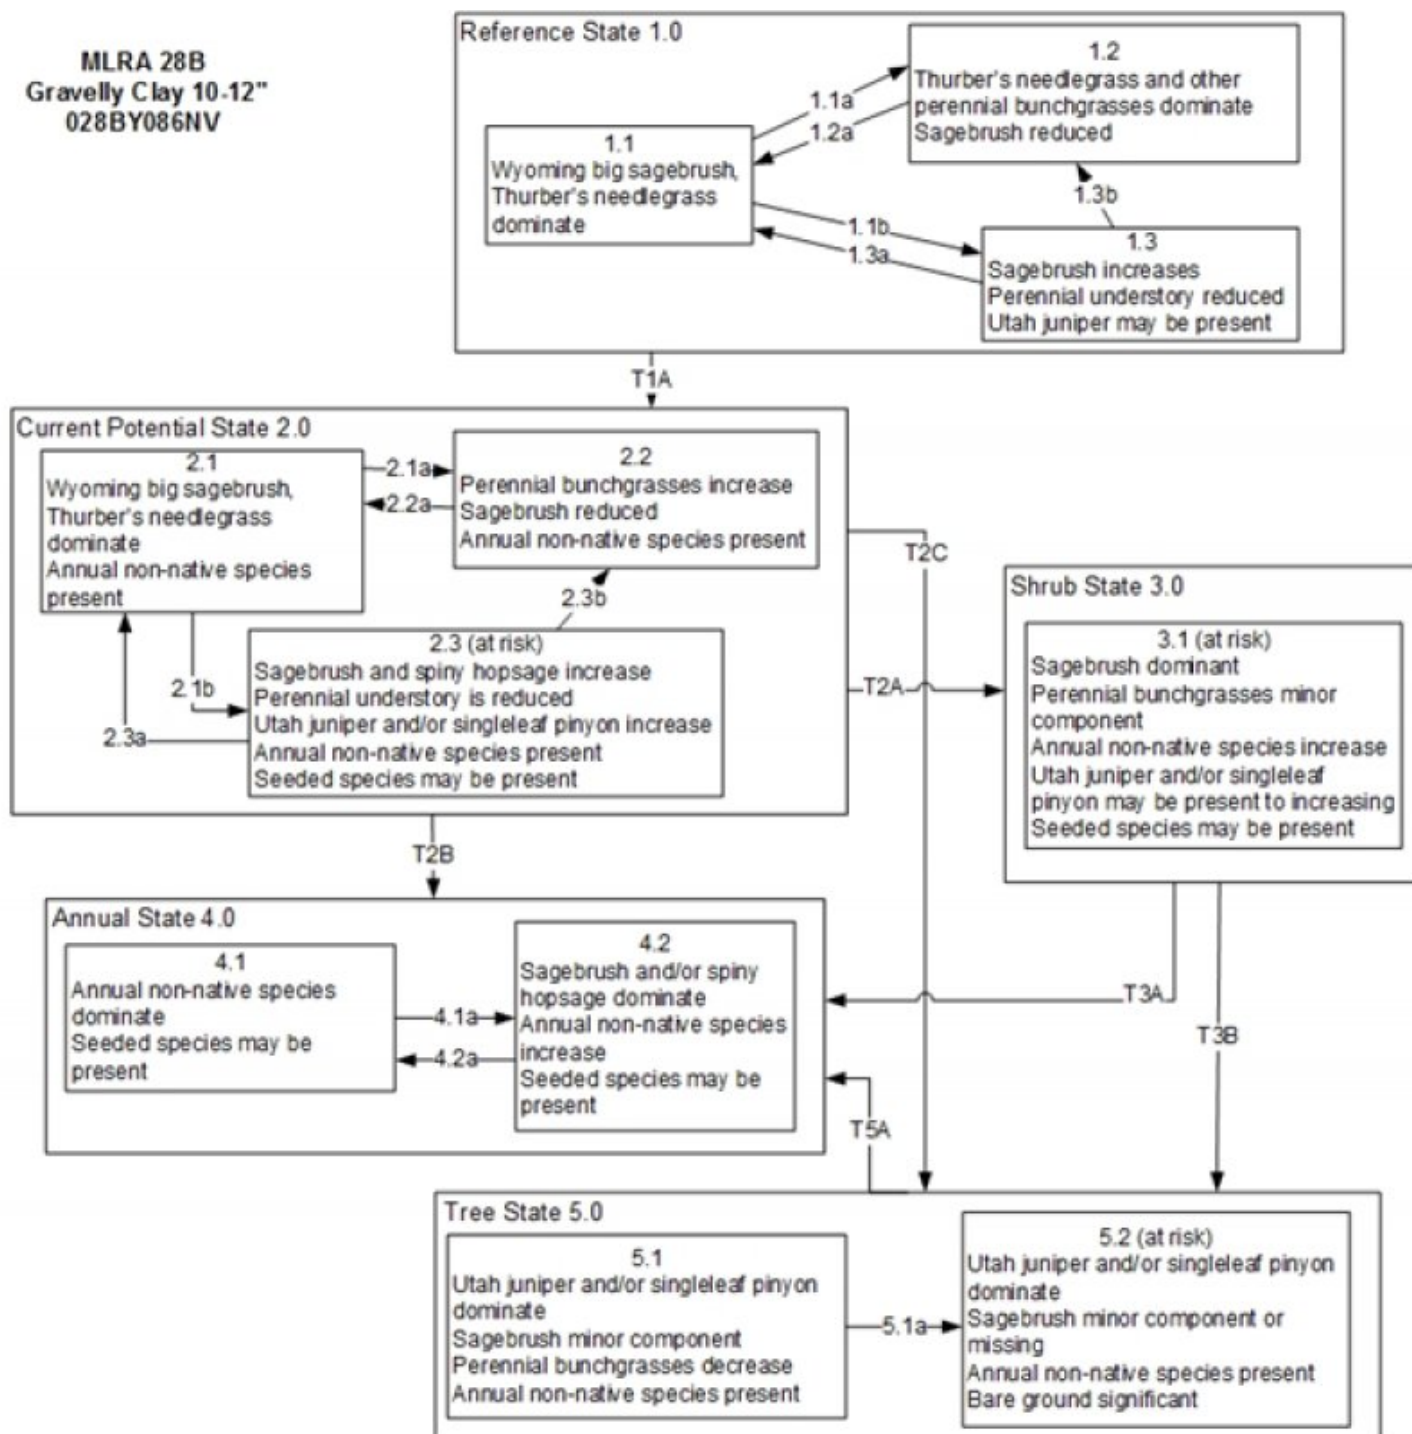 MLRA 28B
Gravelly Clay 10-12"
028BY086NV
Reference State 1.0
1.1
Wyoming big sagebrush,
Thurber's needlegrass
dominate
1.1a
1.2a
1.2
Thurber's needlegrass and other
perennial bunchgrasses dominate
Sagebrush reduced
1.3b
1.1b
1.3a
1.3
Sagebrush increases
Perennial understory reduced
Utah juniper may be present
T1A
Current Potential State 2.0
2.1
Wyoming big sagebrush,
Thurber's needlegrass
dominate
Annual non-native species
present
2.1a
2.2a
2.2
Perennial bunchgrasses increase
Sagebrush reduced
Annual non-native species present
2.3b
2.1b
2.3a
2.3 (at risk)
Sagebrush and spiny hopsage increase
Perennial understory is reduced
Utah juniper and/or singleleaf pinyon increase
Annual non-native species present
Seeded species may be present
T2C
T2A
Shrub State 3.0
3.1 (at risk)
Sagebrush dominant
Perennial bunchgrasses minor
component
Annual non-native species increase
Utah juniper and/or singleleaf
pinyon may be present to increasing
Seeded species may be present
T2B
Annual State 4.0
4.1
Annual non-native species
dominate
Seeded species may be
present
4.1a
4.2a
4.2
Sagebrush and/or spiny
hopsage dominate
Annual non-native species
increase
Seeded species may be
present
T3A
T3B
T5A
Tree State 5.0
5.1
Utah juniper and/or singleleaf pinyon
dominate
Sagebrush minor component
Perennial bunchgrasses decrease
Annual non-native species present
5.1a
5.2 (at risk)
Utah juniper and/or singleleaf pinyon
dominate
Sagebrush minor component or
missing
Annual non-native species present
Bare ground significant